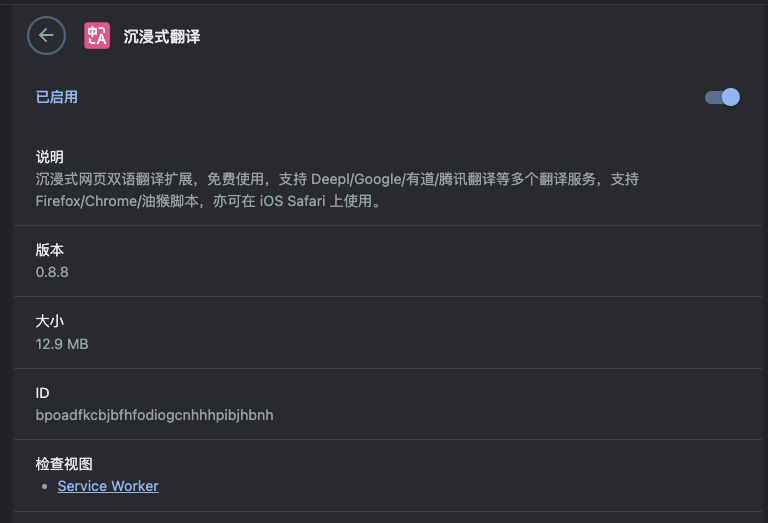 中A
沉浸式翻译
已启用
说明
沉浸式网页双语翻译扩展，免费使用，支持 Deepl/Google/有道/腾讯翻译等多个翻译服务，支持
Firefox/Chrome/油猴脚本，亦可在 iOS Safari 上使用。
版本
0.8.8
大小
12.9 MB
ID
bpoadfkcbjbfhfodiogcnhhhpibjhbnh
检查视图
• Service Worker